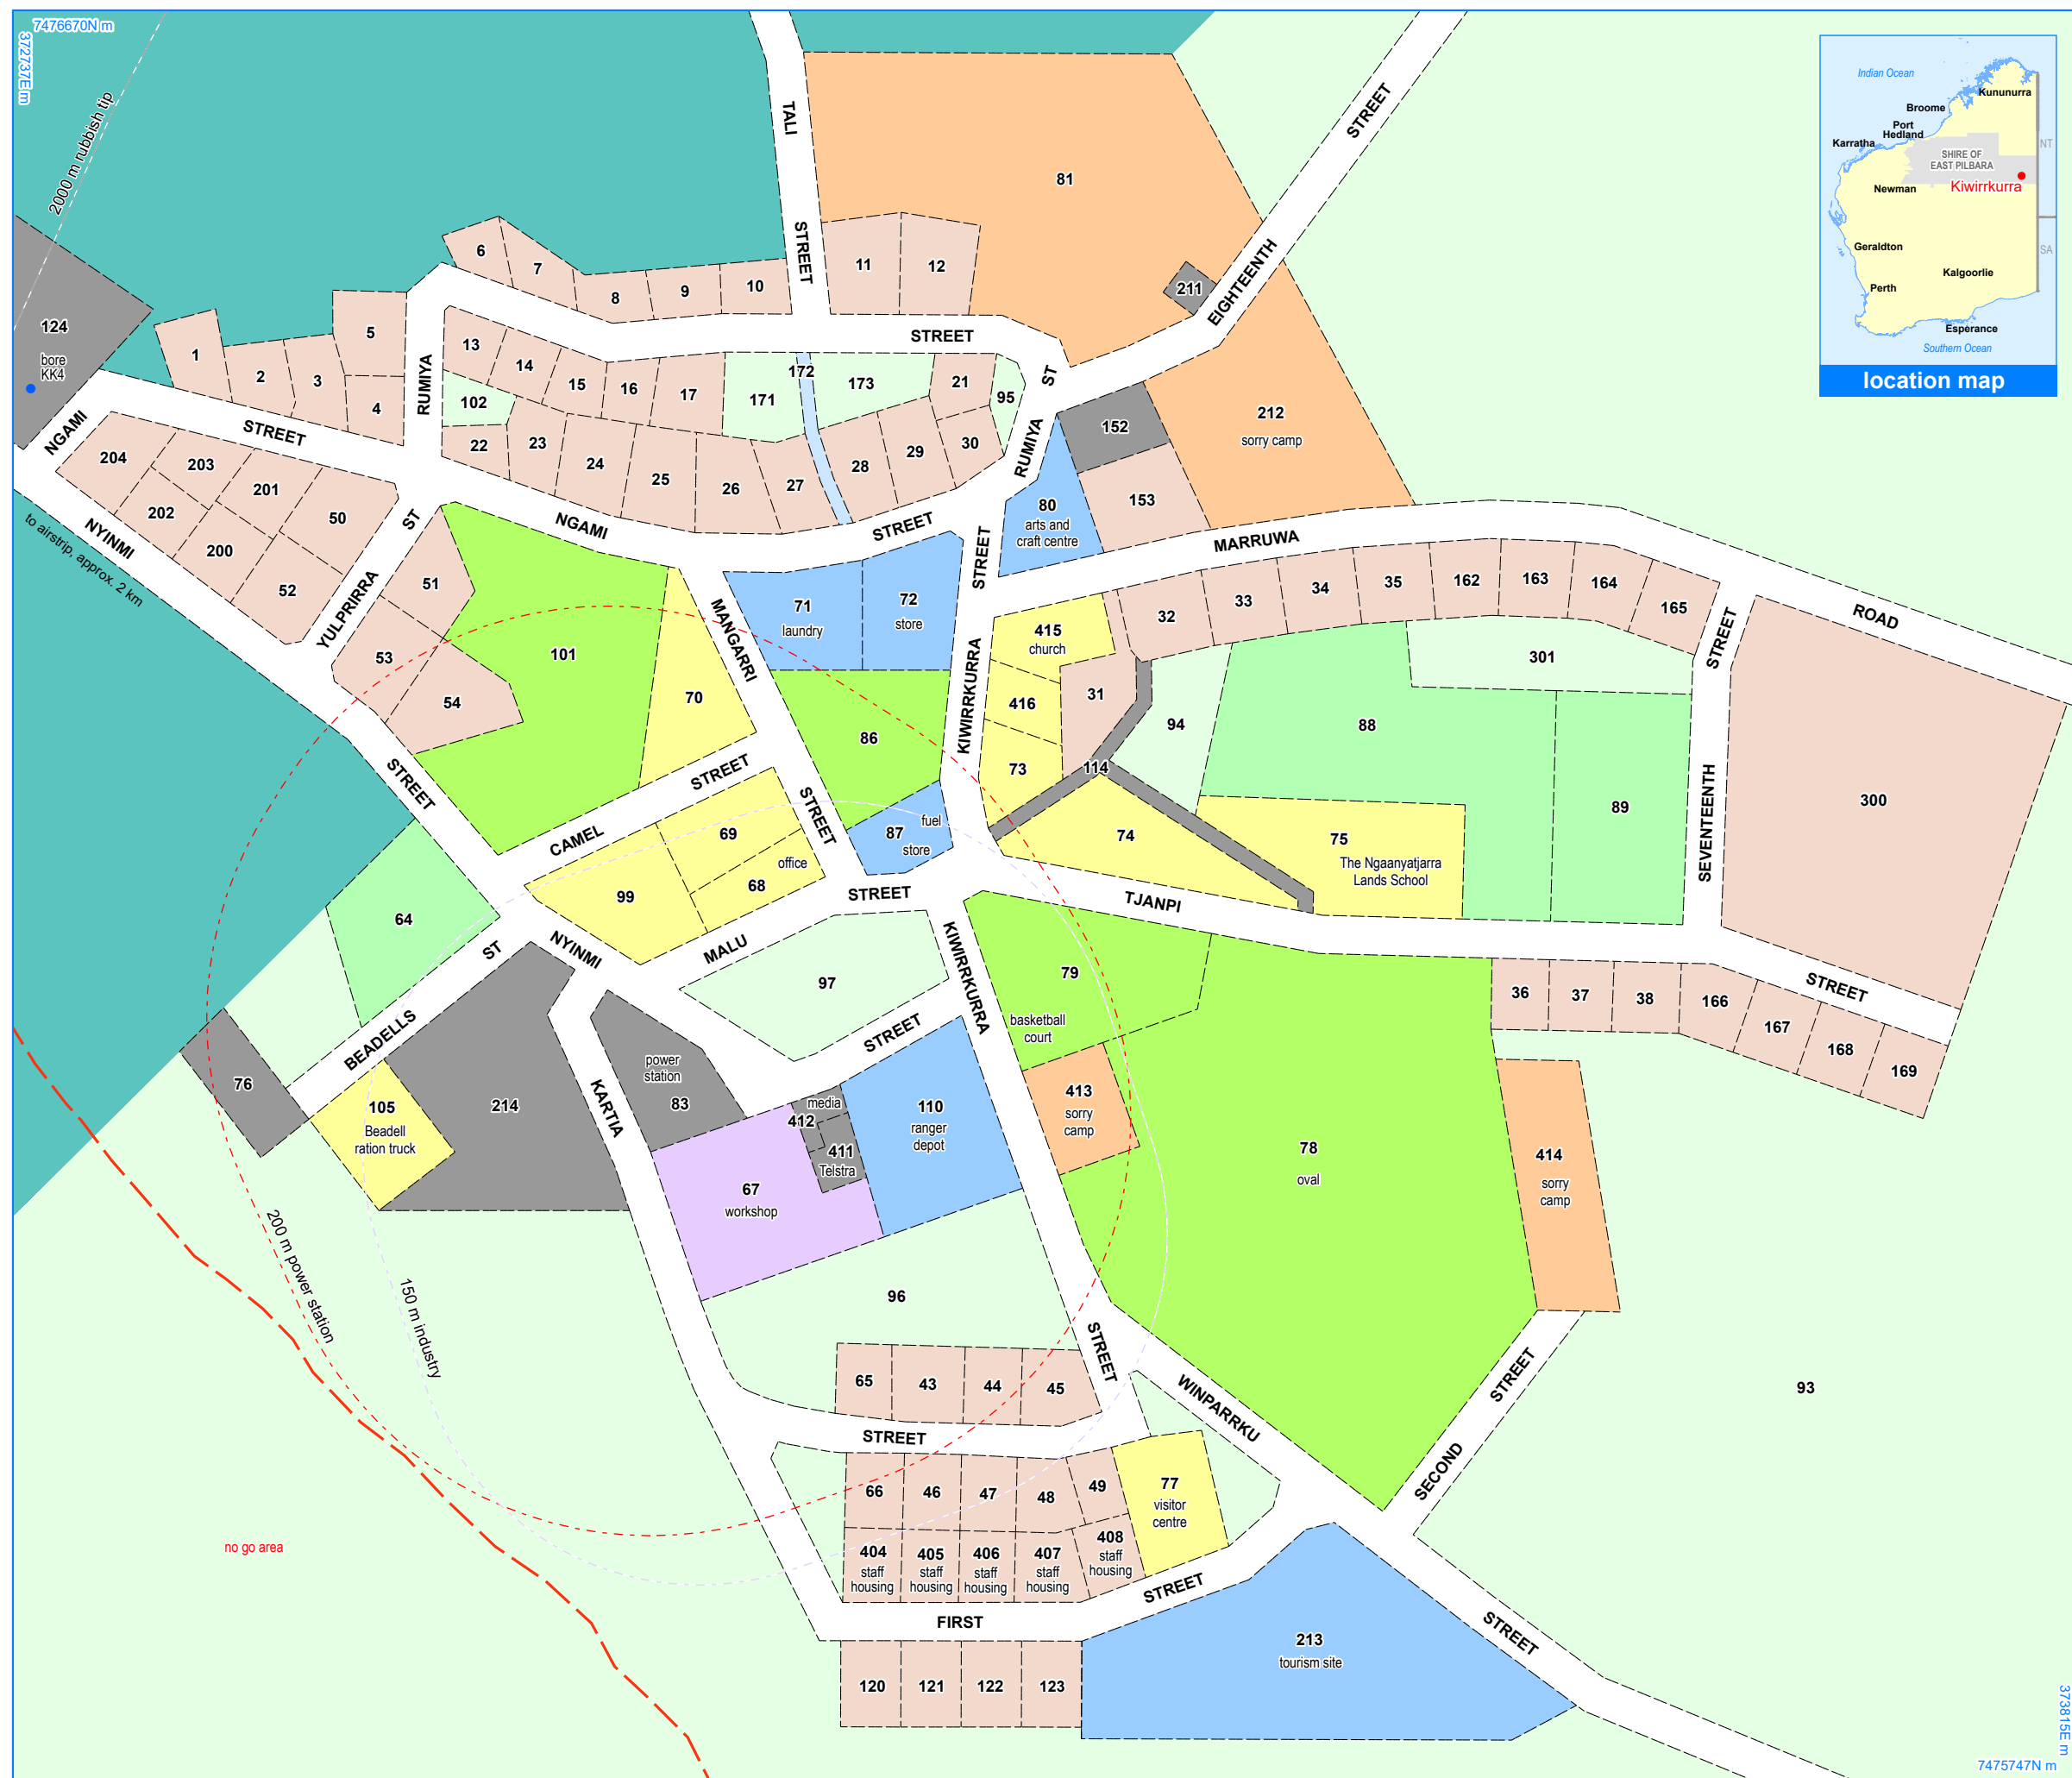 7476670N m
372737E m
2000 m rubbish tip
TALI
STREET
81
STREET
EIGHTEENTH
211
6
7
8
9
10
11
12
124
bore
KK4
1
2
3
5
4
RUMIYA
STREET
ST
RUMIYA
13
14
15
16
17
102
171
172
173
21
95
22
23
24
25
26
27
28
29
30
NGAMI
STREET
204
203
201
50
202
200
52
NYINMI
to airstrip, approx. 2 km
YULPRIRRA
ST
NGAMI
STREET
152
153
212
sorry camp
80
arts and
craft centre
MARRUWA
ROAD
51
53
54
101
70
MANGARRI
STREET
71
laundry
72
store
KIWIRRKURRA
STREET
415
church
416
73
31
32
33
34
35
162
163
164
165
301
94
88
89
SEVENTEENTH
STREET
300
86
114
74
75
The Ngaanyatjarra
Lands School
87
fuel
store
STREET
CAMEL
STREET
69
office
68
99
64
BEADELLS
ST
NYINMI
MALU
STREET
TJANPI
STREET
97
KIWIRRKURRA
STREET
79
basketball
court
36
37
38
166
167
168
169
76
105
Beadell
ration truck
214
KARTIA
power
station
83
media
412
411
Telstra
110
ranger
depot
413
sorry
camp
78
oval
414
sorry
camp
67
workshop
200 m power station
150 m industry
96
STREET
65
43
44
45
STREET
WINPARRKU
STREET
SECOND
STREET
93
66
46
47
48
49
77
visitor
centre
404
staff
housing
405
staff
housing
406
staff
housing
407
staff
housing
408
staff
housing
no go area
FIRST
STREET
120
121
122
123
213
tourism site
373815E m
7475747N m
Indian Ocean
Kununurra
Broome
Port
Hedland
Karratha
SHIRE OF
EAST PILBARA
NT
Newman
Kiwirrkurra
SA
Geraldton
Kalgoorlie
Perth
Esperance
Southern Ocean
location map